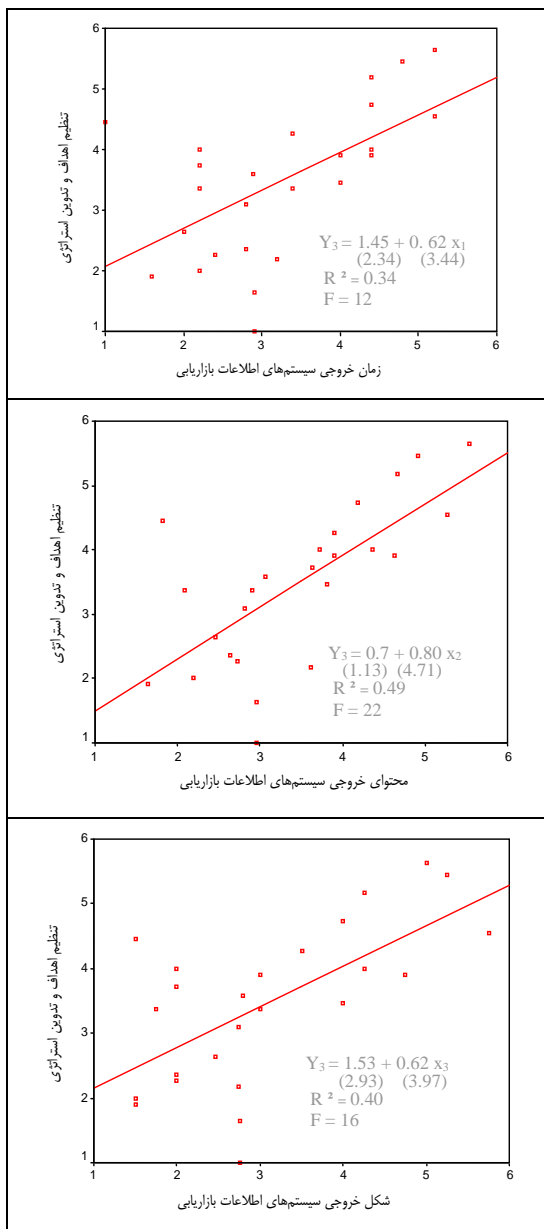 6
5
4
3
2
1
تنظیم اهداف و تدوین استراتژی
Y₃ = 1.45 + 0. 62 x₁
(2.34) (3.44)
R ² = 0.34
F = 12
1 2 3 4 5 6
زمان خروجی سیستم‌های اطلاعات بازاریابی
6
5
4
3
2
1
تنظیم اهداف و تدوین استراتژی
Y₃ = 0.7 + 0.80 x₂
(1.13) (4.71)
R ² = 0.49
F = 22
1 2 3 4 5 6
محتوای خروجی سیستم‌های اطلاعات بازاریابی
6
5
4
3
2
1
تنظیم اهداف و تدوین استراتژی
Y₃ = 1.53 + 0.62 x₃
(2.93) (3.97)
R ² = 0.40
F = 16
1 2 3 4 5 6
شکل خروجی سیستم‌های اطلاعات بازاریابی